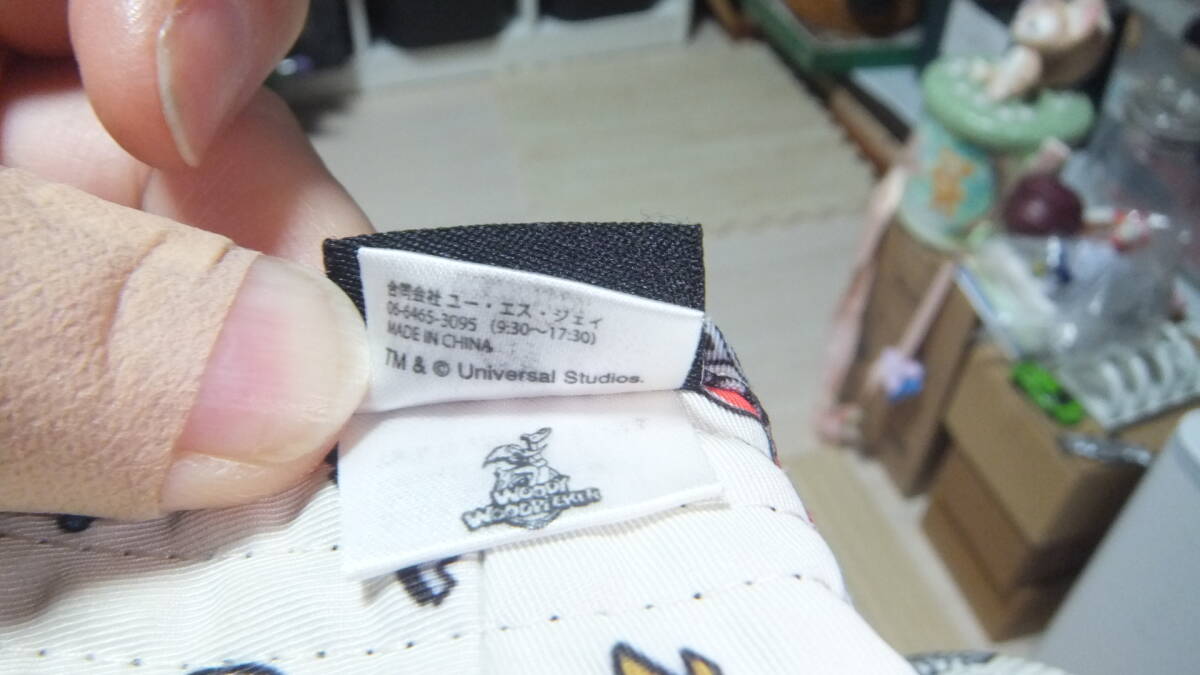 合同会社 ユー・エス・ジェイ
06-6465-3095 (9:30～17:30)
MADE IN CHINA
TM & © Universal Studios.
WOODY
WOODPECKER